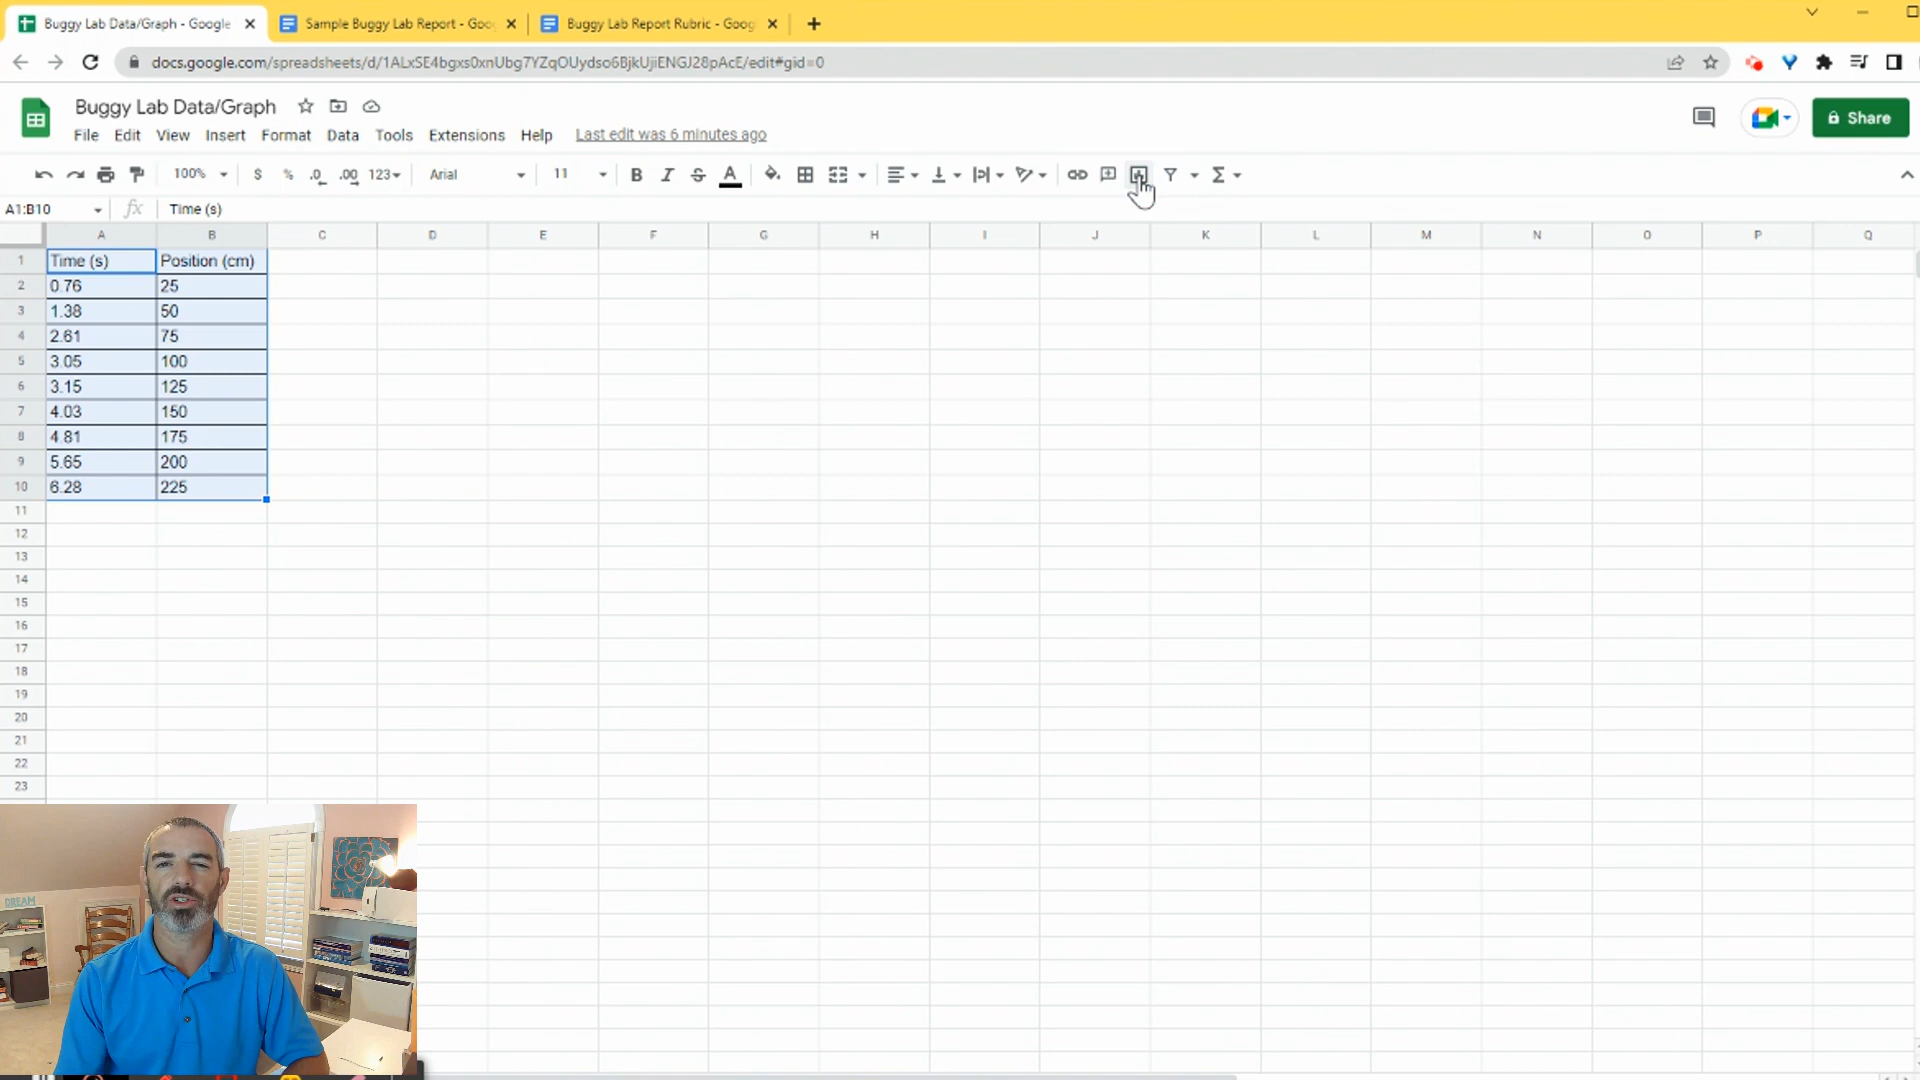 Buggy Lab Data/Graph - Google
Sample Buggy Lab Report - Goo
Buggy Lab Report Rubric - Goog
docs.google.com/spreadsheets/d/1ALxSE4bgxs0xnUbg7YZqOUydso6BjkUjiENGJ28pAcE/edit#gid=0
Buggy Lab Data/Graph
File Edit View Insert Format Data Tools Extensions Help Last edit was 6 minutes ago
Share
100% $ % .0 .00 123 Arial 11 B I S A Σ
A1:B10 fx Time (s)
A B C D E F G H I J K L M N O P Q
1 Time (s) Position (cm)
2 0.76 25
3 1.38 50
4 2.61 75
5 3.05 100
6 3.15 125
7 4.03 150
8 4.81 175
9 5.65 200
10 6.28 225
11
12
13
14
15
16
17
18
19
20
21
22
23
DREAM